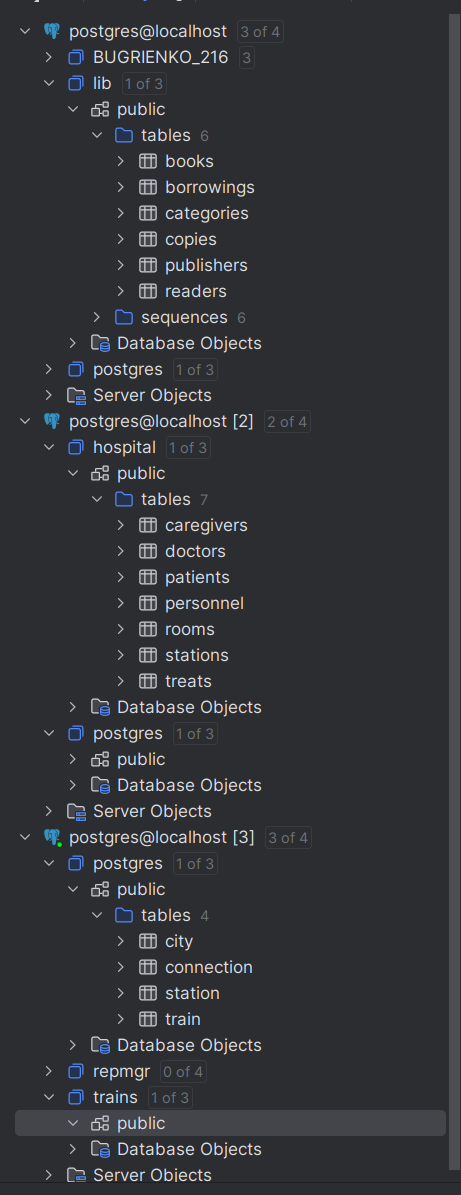 postgres@localhost 3 of 4
BUGRIENKO_216 3
lib 1 of 3
public
tables 6
books
borrowings
categories
copies
publishers
readers
sequences 6
Database Objects
postgres 1 of 3
Server Objects
postgres@localhost [2] 2 of 4
hospital 1 of 3
public
tables 7
caregivers
doctors
patients
personnel
rooms
stations
treats
Database Objects
postgres 1 of 3
public
Database Objects
Server Objects
postgres@localhost [3] 3 of 4
postgres 1 of 3
public
tables 4
city
connection
station
train
Database Objects
repmgr 0 of 4
trains 1 of 3
public
Database Objects
Server Objects